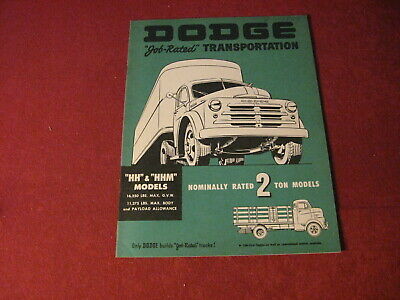 DODGE
"Job-Rated" TRANSPORTATION
"HH" & "HHM"
MODELS
16,950 LBS. MAX. G.V.W.
11,275 LBS. MAX. BODY
and PAYLOAD ALLOWANCE
NOMINALLY RATED 2 TON MODELS
Only DODGE builds "Job-Rated" trucks!